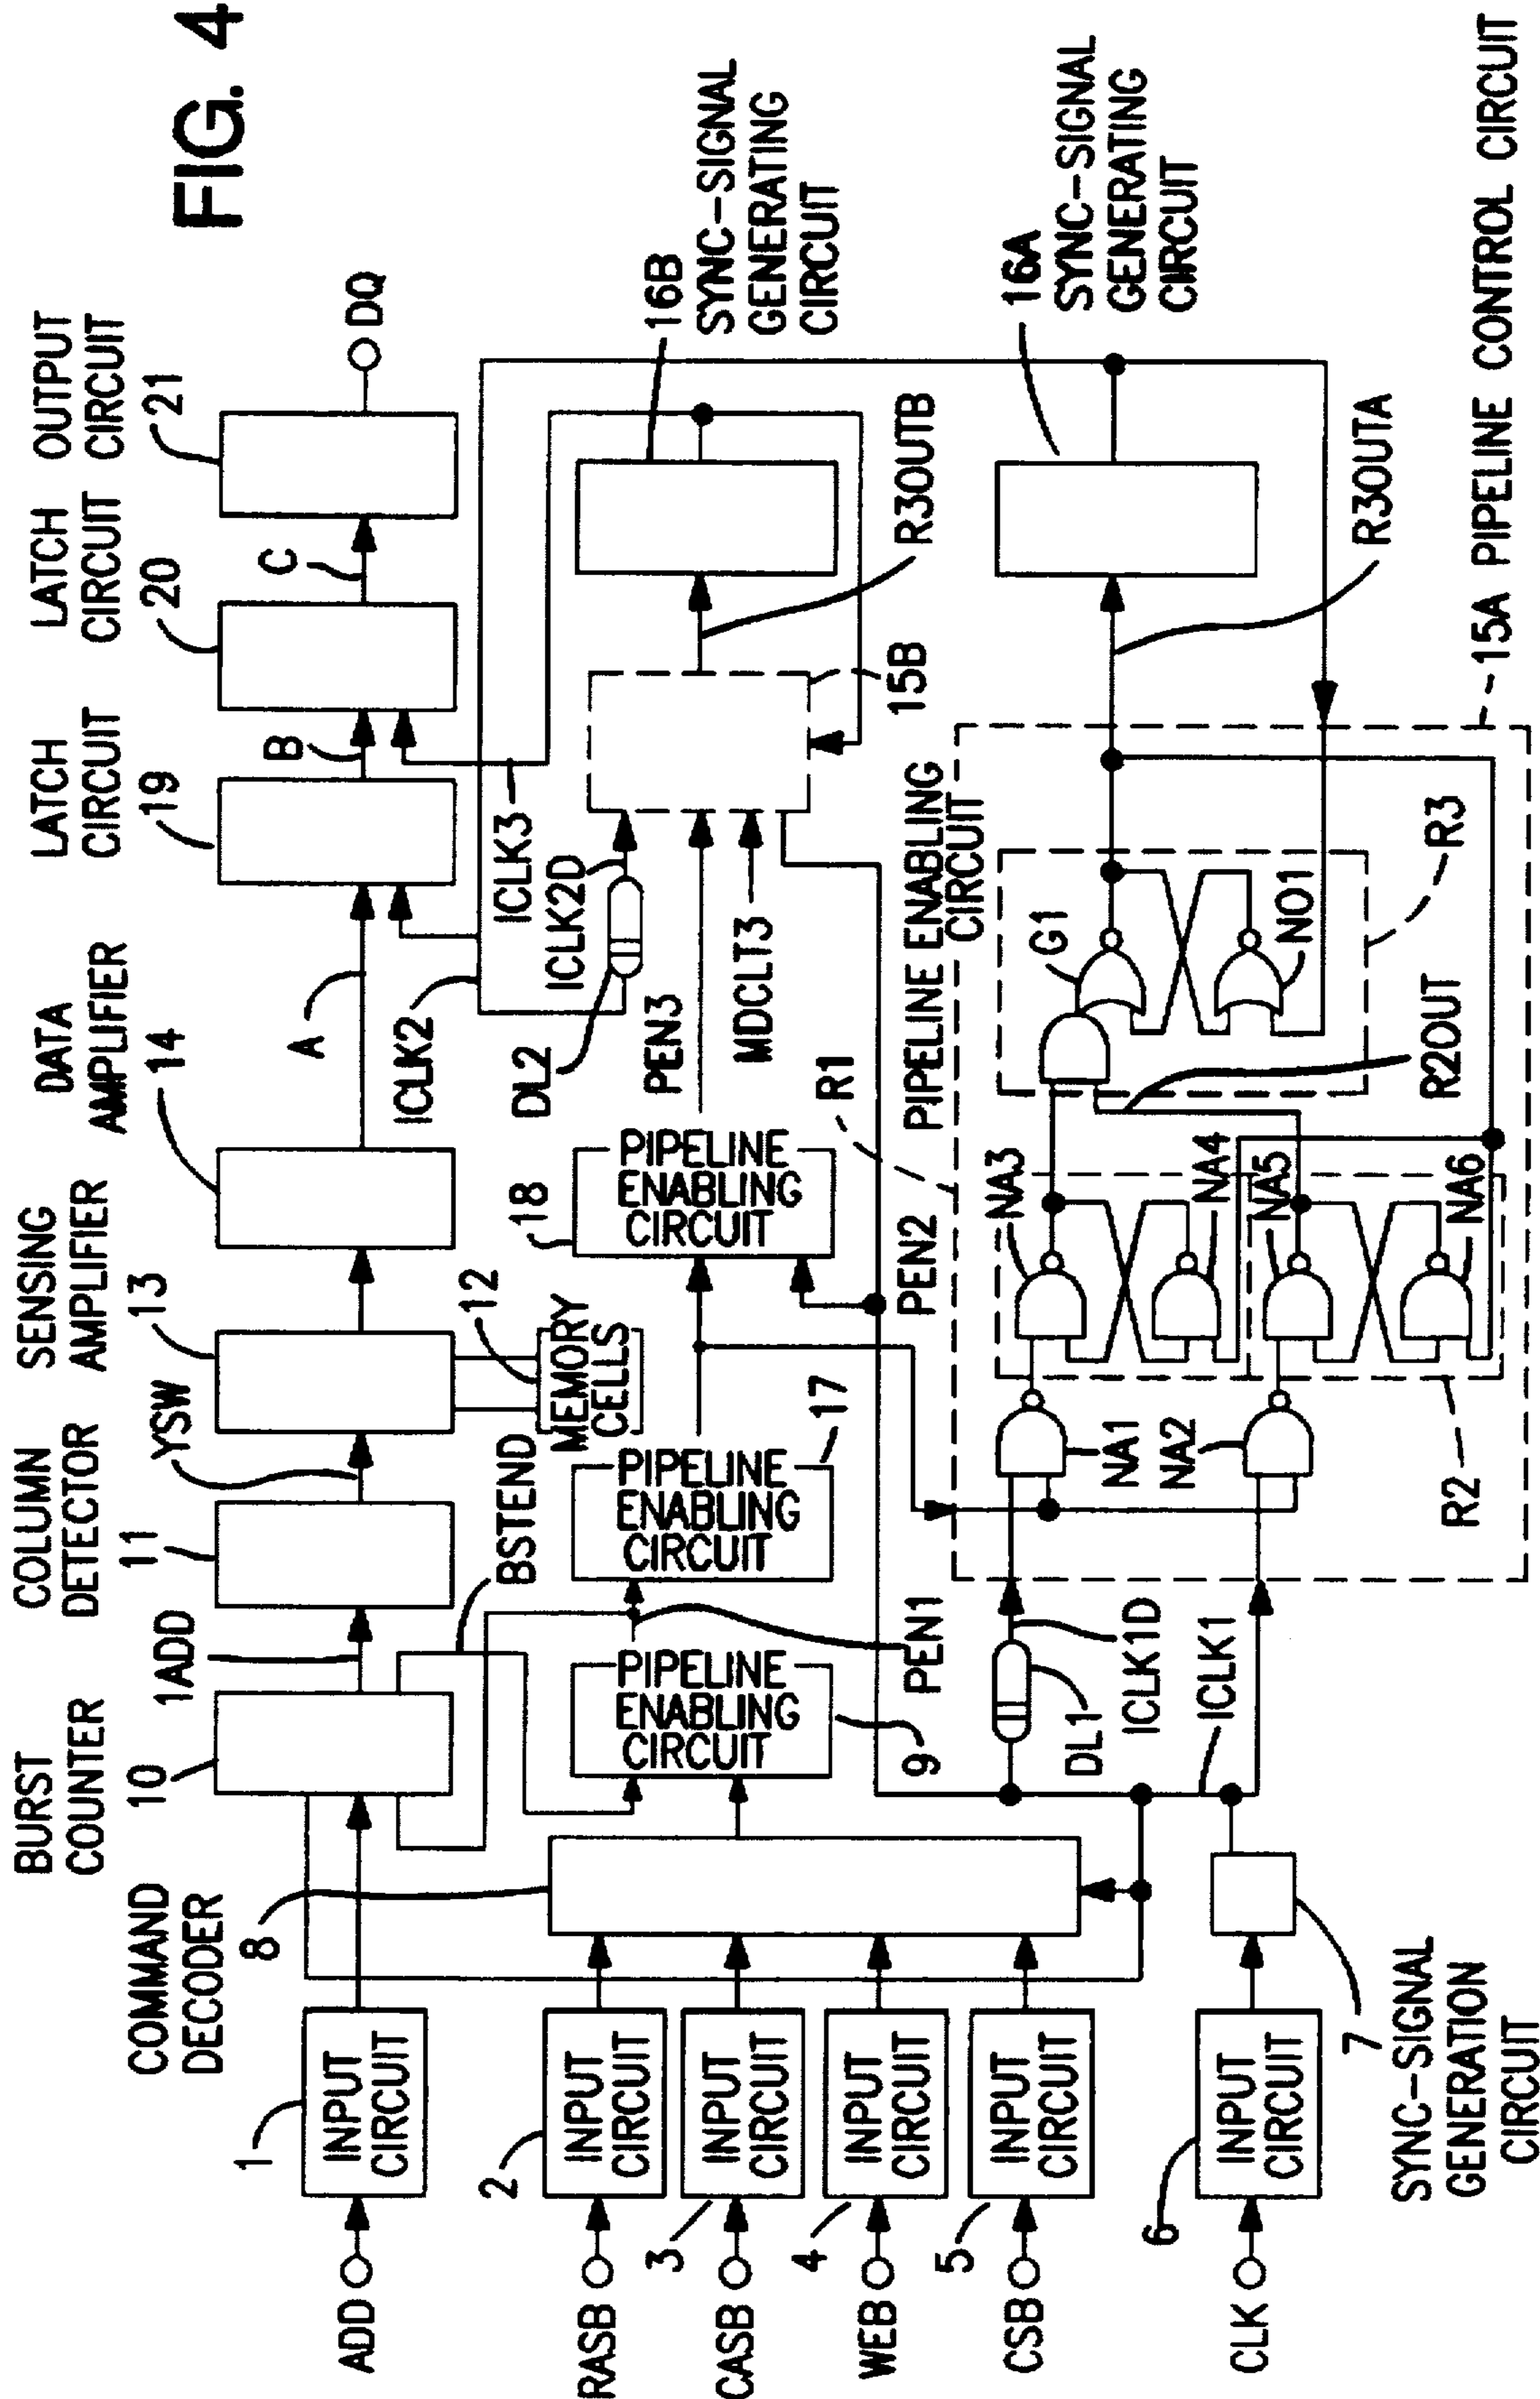 FIG. 4
BURST
COUNTER
10
1ADD
COLUMN
DETECTOR
11
YSW
SENSING
AMPLIFIER
13
DATA
AMPLIFIER
14
A
LATCH
CIRCUIT
19
B
LATCH
CIRCUIT
20
C
OUTPUT
CIRCUIT
21
DQ
COMMAND
DECODER
8
ADD
1
INPUT
CIRCUIT
RASB
2
INPUT
CIRCUIT
CASB
3
INPUT
CIRCUIT
WEB
4
INPUT
CIRCUIT
CSB
5
INPUT
CIRCUIT
CLK
6
INPUT
CIRCUIT
7
SYNC-SIGNAL
GENERATION
CIRCUIT
BSTEND
12
MEMORY
CELLS
PIPELINE
ENABLING
CIRCUIT
9
PEN1
PIPELINE
ENABLING
CIRCUIT
17
PIPELINE
ENABLING
CIRCUIT
18
PEN2
ICLK2
DL2
ICLK2D
ICLK3
PEN3
MDCLT3
15B
R3OUTB
16B
SYNC-SIGNAL
GENERATING
CIRCUIT
16A
SYNC-SIGNAL
GENERATING
CIRCUIT
R3OUTA
R1
PIPELINE ENABLING
CIRCUIT
DL1
ICLK1D
ICLK1
NA1
NA2
NA3
NA4
NA5
NA6
R2
R2OUT
G1
NO1
R3
15A PIPELINE CONTROL CIRCUIT